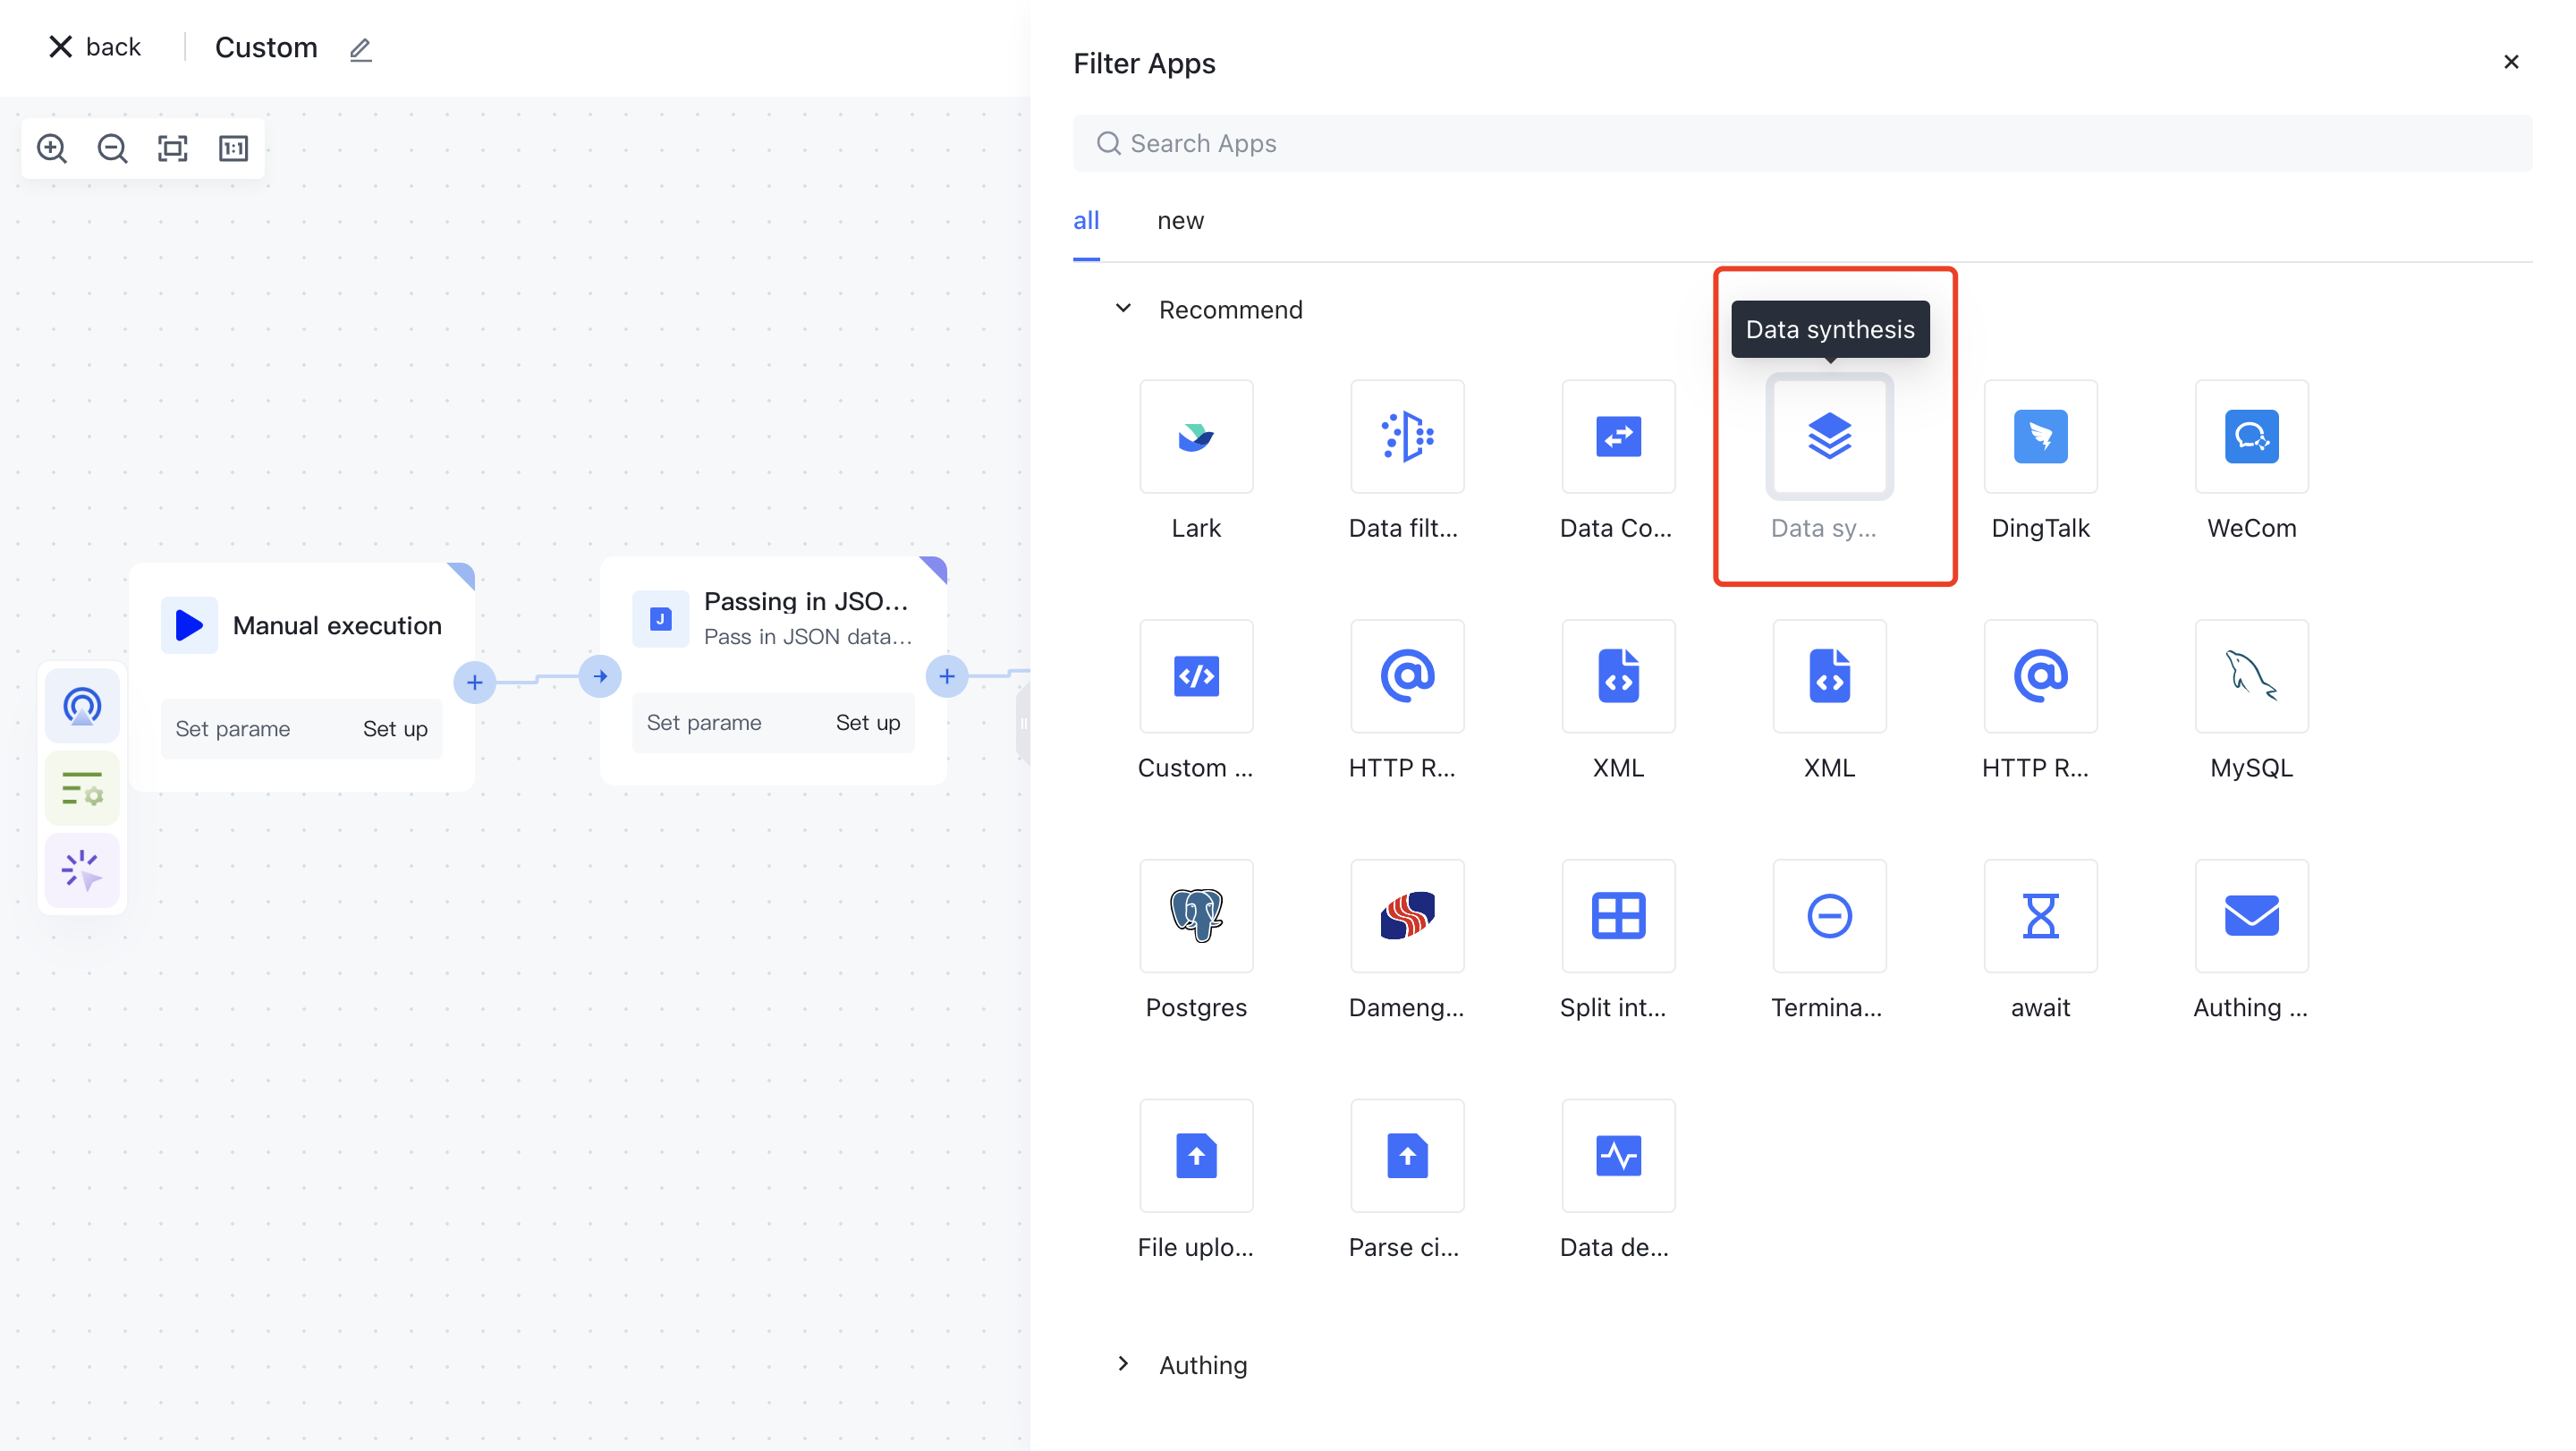 back
Custom
1:1
Filter Apps
Search Apps
all
new
Recommend
Data synthesis
Lark
Data filt...
Data Co...
Data sy...
DingTalk
WeCom
Custom ...
HTTP R...
XML
XML
HTTP R...
MySQL
Postgres
Dameng...
Split int...
Termina...
await
Authing ...
File uplo...
Parse ci...
Data de...
Authing
Manual execution
Set parame
Set up
J
Passing in JSO...
Pass in JSON data...
Set parame
Set up